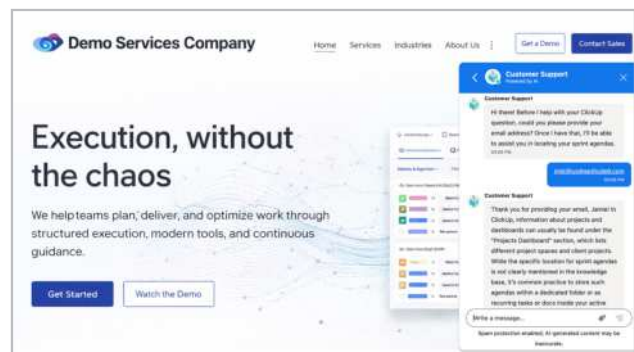 Demo Services Company
Home Services Industries About Us
Get a Demo
Contact Sales
Execution, without
the chaos
We help teams plan, deliver, and optimize work through
structured execution, modern tools, and continuous
guidance.
Get Started
Watch the Demo
Customer Support
Powered by AI
Customer Support
Hi there! Before I help with your ClickUp
question, could you please provide your
email address? Once I have that, I'll be able
to assist you in locating your sprint agendas.
Customer Support
Thank you for providing your email, Jamie! In
ClickUp, information about projects and
dashboards can usually be found under the
"Projects Dashboard" section, which lists
different project spaces and client projects.
While the specific location for sprint agendas
is not clearly mentioned in the knowledge
base, it's common practice to store such
agendas within a dedicated folder or as
recurring tasks or docs inside your active
Write a message...
Spam protection enabled; AI-generated content may be
inaccurate.